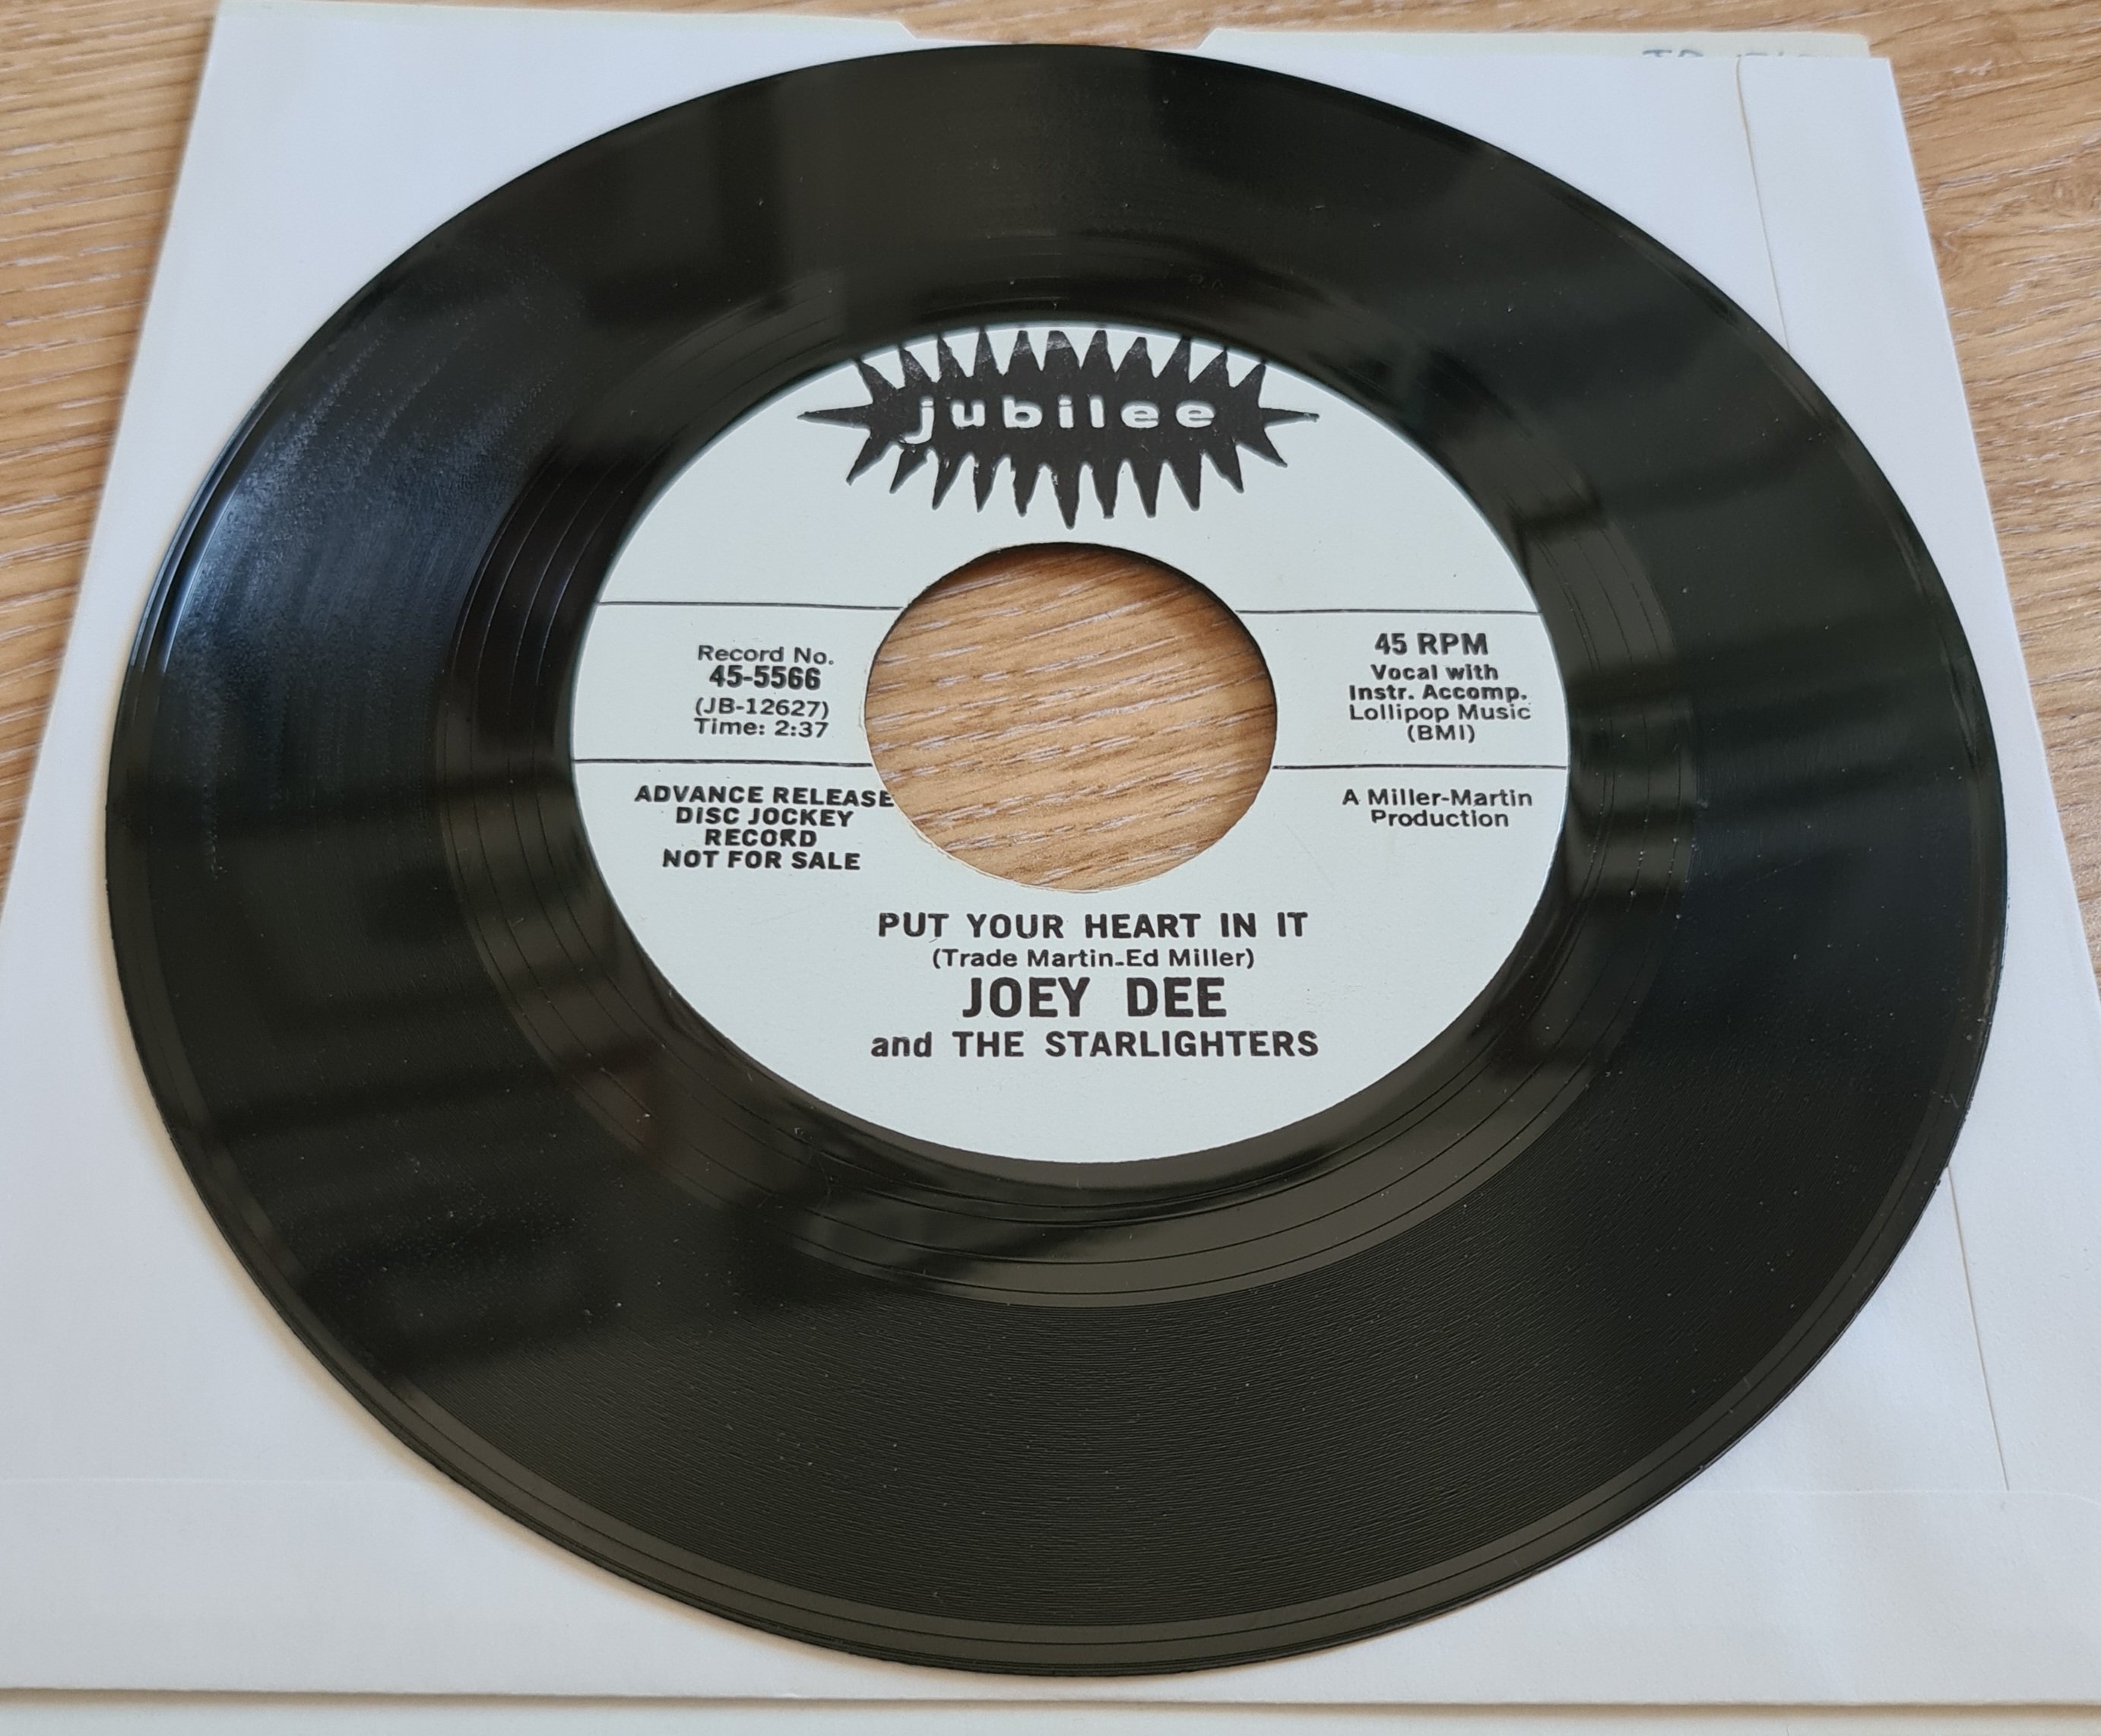 jubilee
Record No.
45-5566
(JB-12627)
Time: 2:37
45 RPM
Vocal with
Instr. Accomp.
Lollipop Music
(BMI)
ADVANCE RELEASE
DISC JOCKEY
RECORD
NOT FOR SALE
A Miller-Martin
Production
PUT YOUR HEART IN IT
(Trade Martin-Ed Miller)
JOEY DEE
and THE STARLIGHTERS